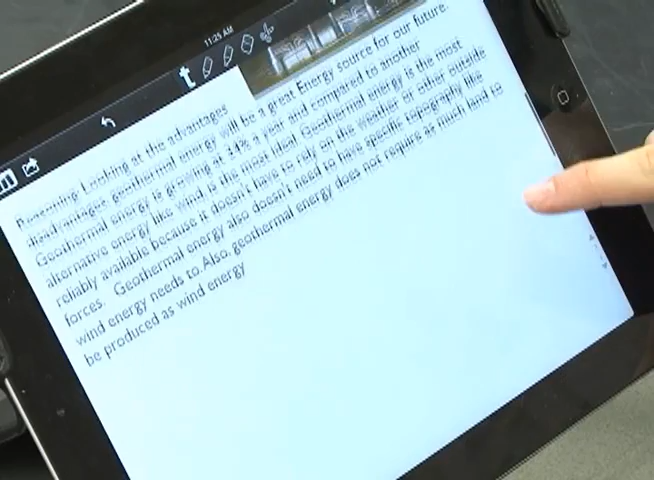 11:25 AM
t
Looking at the advantages
disadvantages geothermal energy will be a great Energy source for our future.
Geothermal energy is growing at 14% a year and compared to another
alternative energy like wind is the most ideal. Geothermal energy is the most
reliably available because it doesn't have to rely on the weather or other outside
forces. Geothermal energy also doesn't need to have specific topography like
wind energy needs to. Also, geothermal energy does not require as much land to
be produced as wind energy